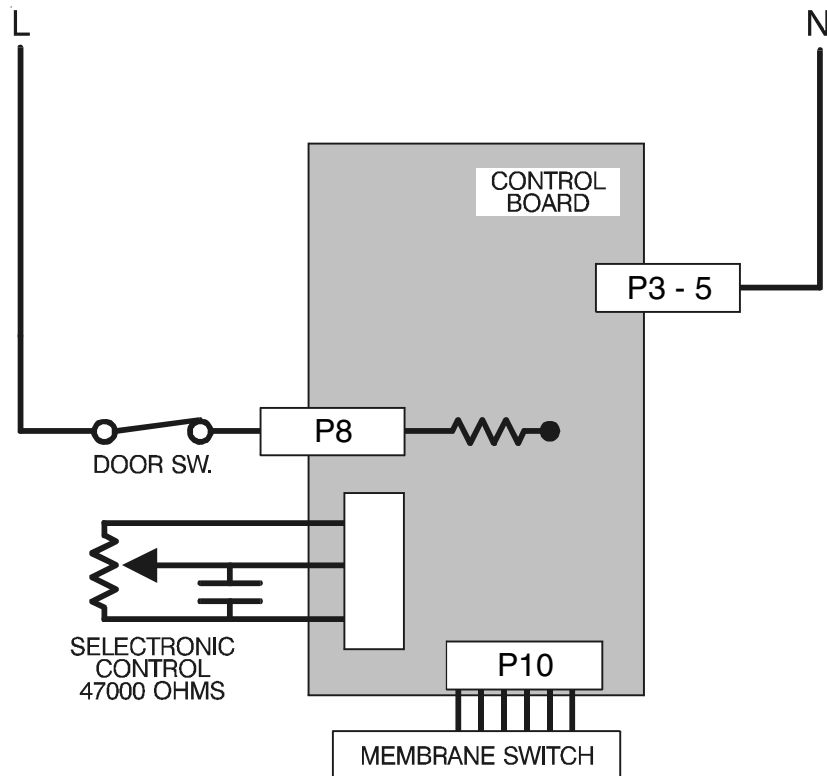 L
N
CONTROL
BOARD
P3 - 5
P8
DOOR SW.
SELECTRONIC
CONTROL
47000 OHMS
P10
MEMBRANE SWITCH